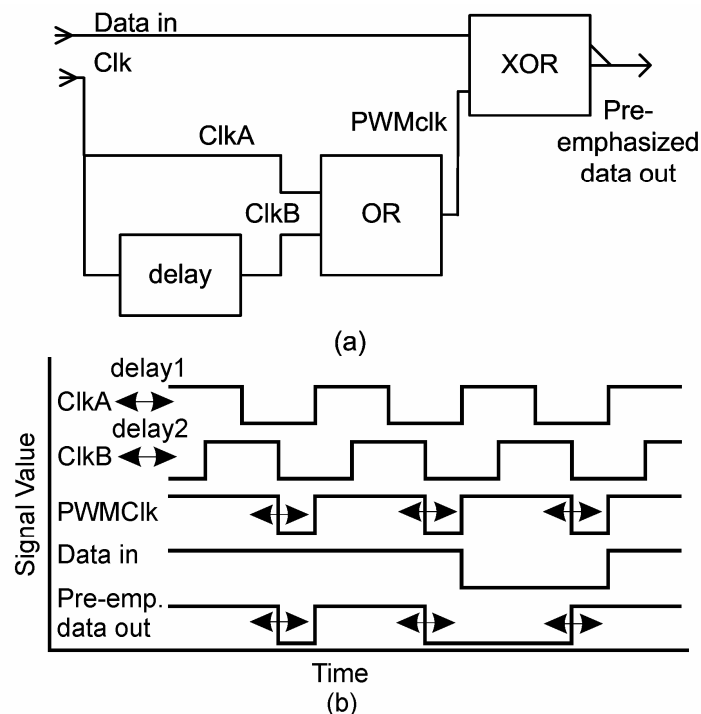 Data in
Clk
XOR
ClkA
PWMclk
Pre-
emphasized
data out
ClkB
OR
delay
(a)
delay1
ClkA
delay2
ClkB
PWMClk
Data in
Pre-emp.
data out
Signal Value
Time
(b)